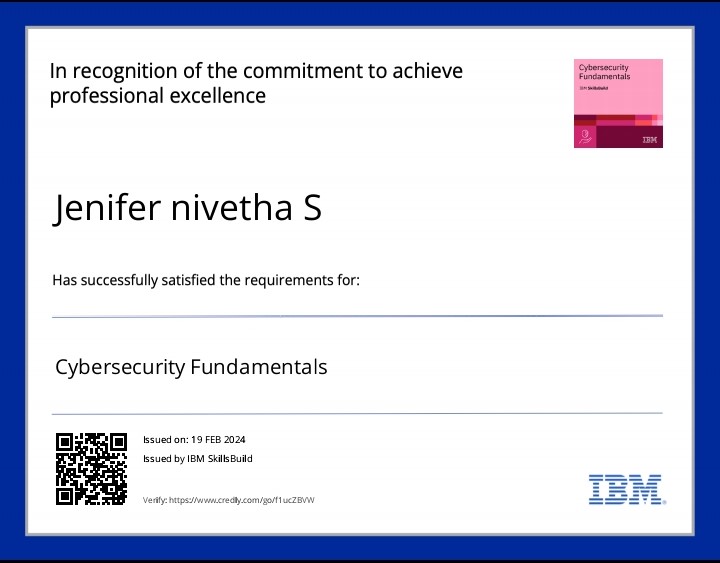 In recognition of the commitment to achieve
professional excellence
Cybersecurity
Fundamentals
IBM SkillsBuild
IBM
Jenifer nivetha S
Has successfully satisfied the requirements for:
Cybersecurity Fundamentals
Issued on: 19 FEB 2024
Issued by IBM SkillsBuild
Verify: https://www.credly.com/go/f1ucZBVW
IBM®